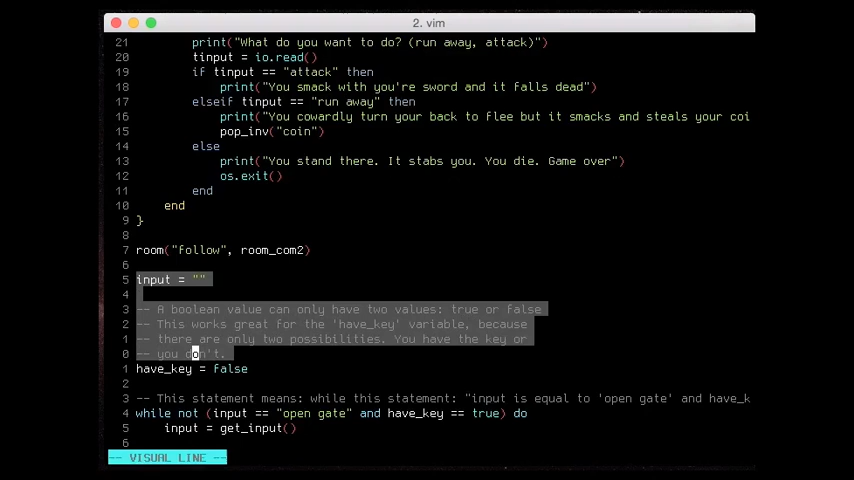 2. vim
21 print("What do you want to do? (run away, attack)")
20 tinput = io.read()
19 if tinput == "attack" then
18 print("You smack with you're sword and it falls dead")
17 elseif tinput == "run away" then
16 print("You cowardly turn your back to flee but it smacks and steals your coi
15 pop_inv("coin")
14 else
13 print("You stand there. It stabs you. You die. Game over")
12 os.exit()
11 end
10 end
9 }
8
7 room("follow", room_com2)
6
5 input = ""
4
3 -- A boolean value can only have two values: true or false
2 -- This works great for the 'have_key' variable, because
1 -- there are only two possibilities. You have the key or
0 -- you don't.
1 have_key = false
2
3 -- This statement means: while this statement: "input is equal to 'open gate' and have_k
4 while not (input == "open gate" and have_key == true) do
5 input = get_input()
6
-- VISUAL LINE --